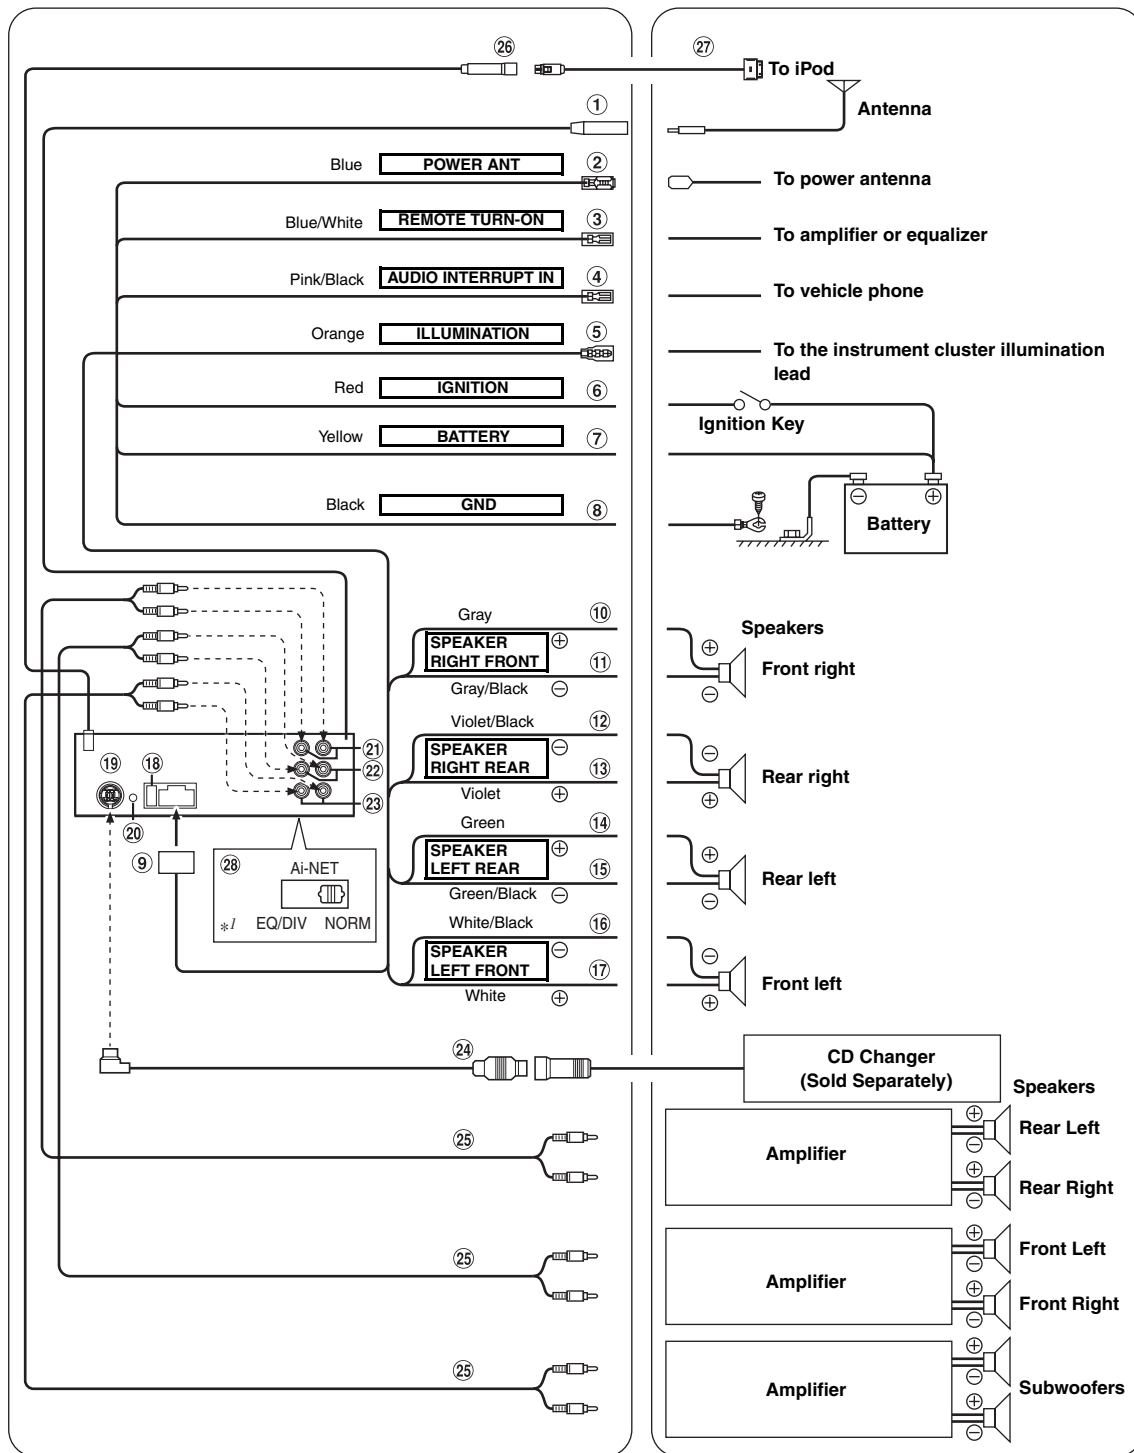 ㉖
㉗
To iPod
①
Antenna
Blue
POWER ANT
②
To power antenna
Blue/White
REMOTE TURN-ON
③
To amplifier or equalizer
Pink/Black
AUDIO INTERRUPT IN
④
To vehicle phone
Orange
ILLUMINATION
⑤
To the instrument cluster illumination
lead
Red
IGNITION
⑥
Ignition Key
Yellow
BATTERY
⑦
Black
GND
⑧
⊖ ⊕
Battery
Gray
⑩
SPEAKER
RIGHT FRONT
⊕
⑪
Gray/Black
⊖
Speakers
⊕
Front right
⊖
Violet/Black
⑫
SPEAKER
RIGHT REAR
⊖
⑬
Violet
⊕
⊖
Rear right
⊕
Green
⑭
SPEAKER
LEFT REAR
⊕
⑮
Green/Black
⊖
⊕
Rear left
⊖
White/Black
⑯
SPEAKER
LEFT FRONT
⊖
⑰
White
⊕
⊖
Front left
⊕
⑲
⑱
⑳
㉑
㉒
㉓
⑨
㉘
Ai-NET
*1
EQ/DIV
NORM
㉔
CD Changer
(Sold Separately)
Speakers
㉕
Amplifier
⊕
⊖
Rear Left
⊕
⊖
Rear Right
㉕
Amplifier
⊕
⊖
Front Left
⊕
⊖
Front Right
㉕
Amplifier
⊕
⊖
⊕
⊖
Subwoofers